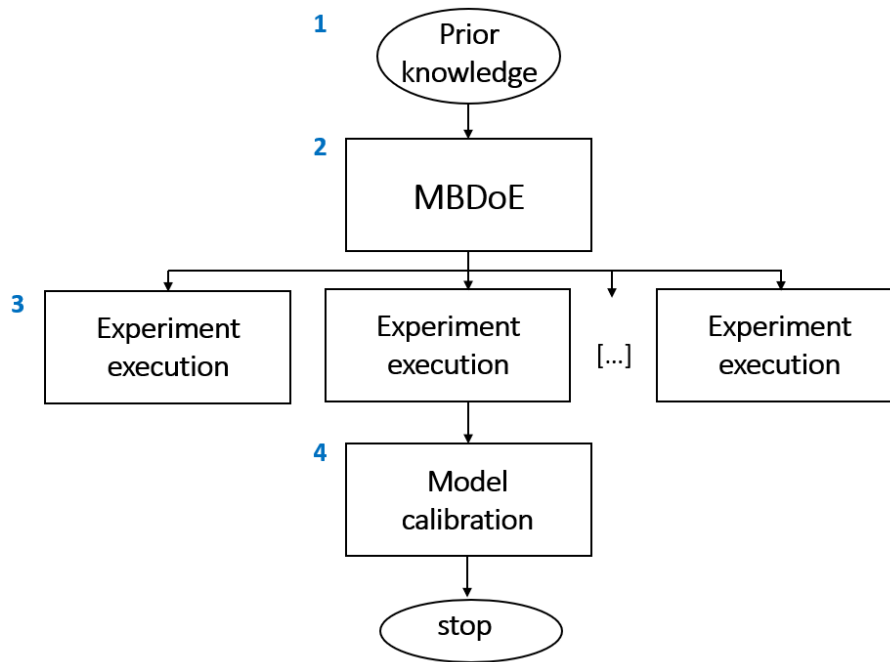 1
Prior
knowledge
2
MBDoE
3
Experiment
execution
Experiment
execution
[...]
Experiment
execution
4
Model
calibration
stop